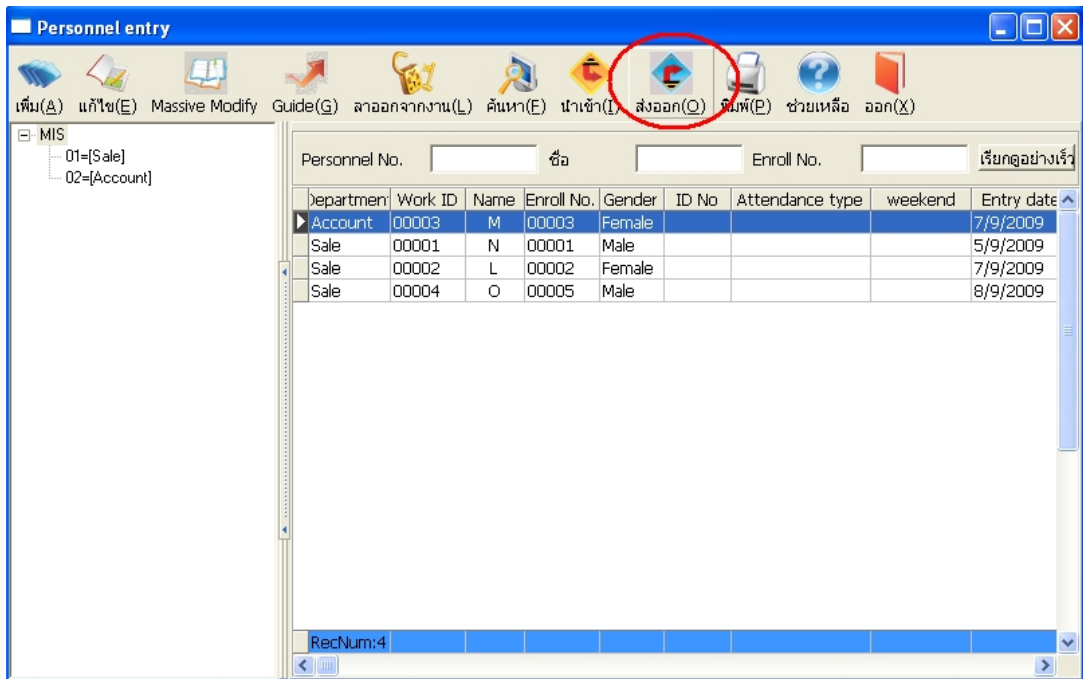 Personnel entry
เพิ่ม(A) แก้ไข(E) Massive Modify Guide(G) ลาออกจากงาน(L) ค้นหา(F) นำเข้า(I) ส่งออก(O) พิมพ์(P) ช่วยเหลือ ออก(X)
MIS
01=[Sale]
02=[Account]
Personnel No. ชื่อ Enroll No. เรียกดูอย่างเร็ว
Departmen Work ID Name Enroll No. Gender ID No Attendance type weekend Entry date
Account 00003 M 00003 Female 7/9/2009
Sale 00001 N 00001 Male 5/9/2009
Sale 00002 L 00002 Female 7/9/2009
Sale 00004 O 00005 Male 8/9/2009
RecNum:4